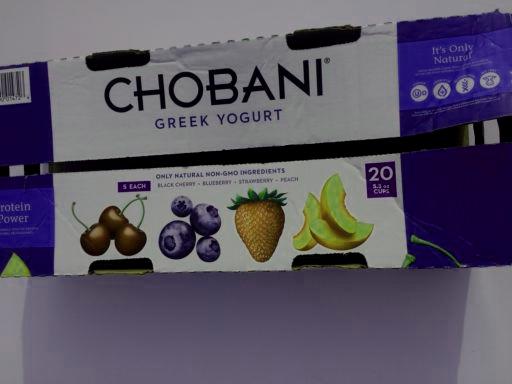 It's Only
Natural
CHOBANI®
GREEK YOGURT
ONLY NATURAL NON-GMO INGREDIENTS
5 EACH
BLACK CHERRY • BLUEBERRY • STRAWBERRY • PEACH
20
5.3 oz
CUPS
rotein
Power